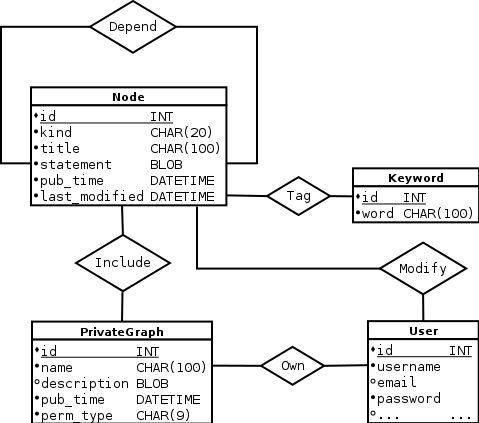 Depend
Node
id INT
kind CHAR(20)
title CHAR(100)
statement BLOB
pub_time DATETIME
last_modified DATETIME
Tag
Keyword
id INT
word CHAR(100)
Include
Modify
PrivateGraph
id INT
name CHAR(100)
description BLOB
pub_time DATETIME
perm_type CHAR(9)
Own
User
id INT
username
email
password
... ...